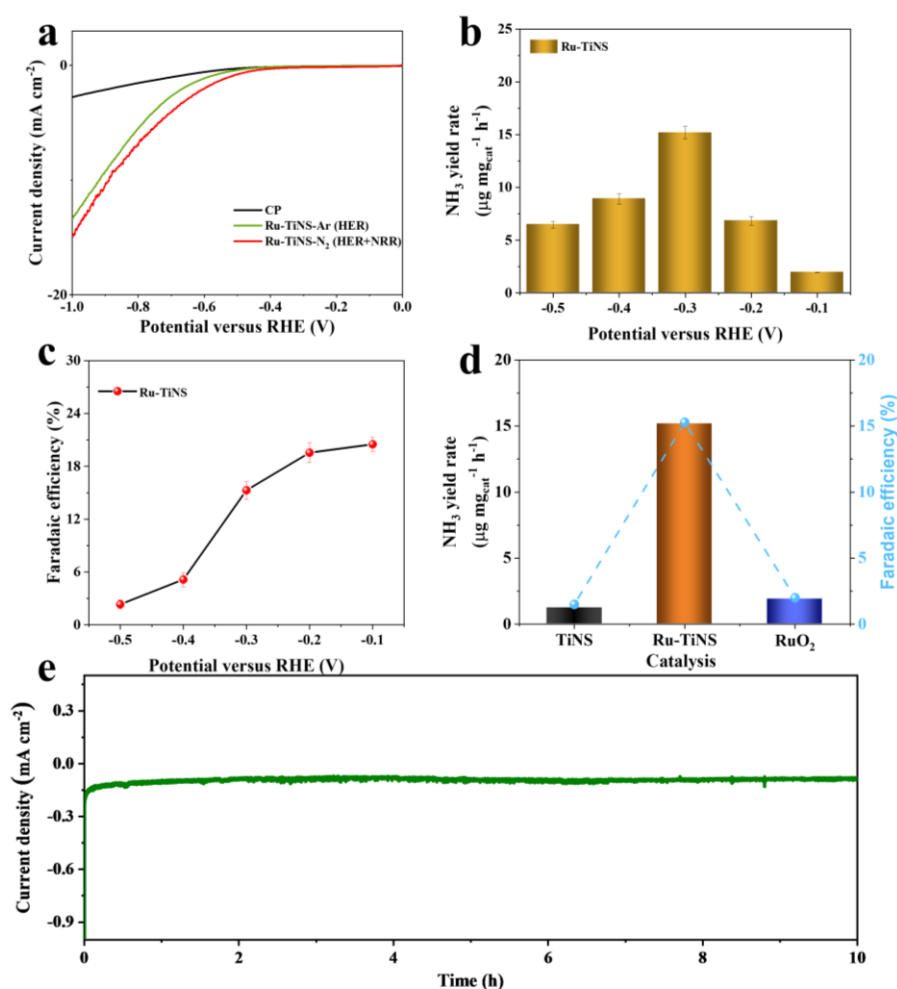 a
0
-20
-1.0
-0.8
-0.6
-0.4
-0.2
0.0
Current density (mA cm⁻²)
Potential versus RHE (V)
CP
Ru-TiNS-Ar (HER)
Ru-TiNS-N₂ (HER+NRR)
b
25
20
15
10
5
0
-0.5
-0.4
-0.3
-0.2
-0.1
NH₃ yield rate
(μg mg_cat⁻¹ h⁻¹)
Potential versus RHE (V)
Ru-TiNS
c
30
24
18
12
6
0
-0.5
-0.4
-0.3
-0.2
-0.1
Faradaic efficiency (%)
Potential versus RHE (V)
Ru-TiNS
d
20
15
10
5
0
NH₃ yield rate
(μg mg_cat⁻¹ h⁻¹)
TiNS
Ru-TiNS
RuO₂
Catalysis
20
15
10
5
0
Faradaic efficiency (%)
e
0.3
0.0
-0.3
-0.6
-0.9
0
2
4
6
8
10
Current density (mA cm⁻²)
Time (h)